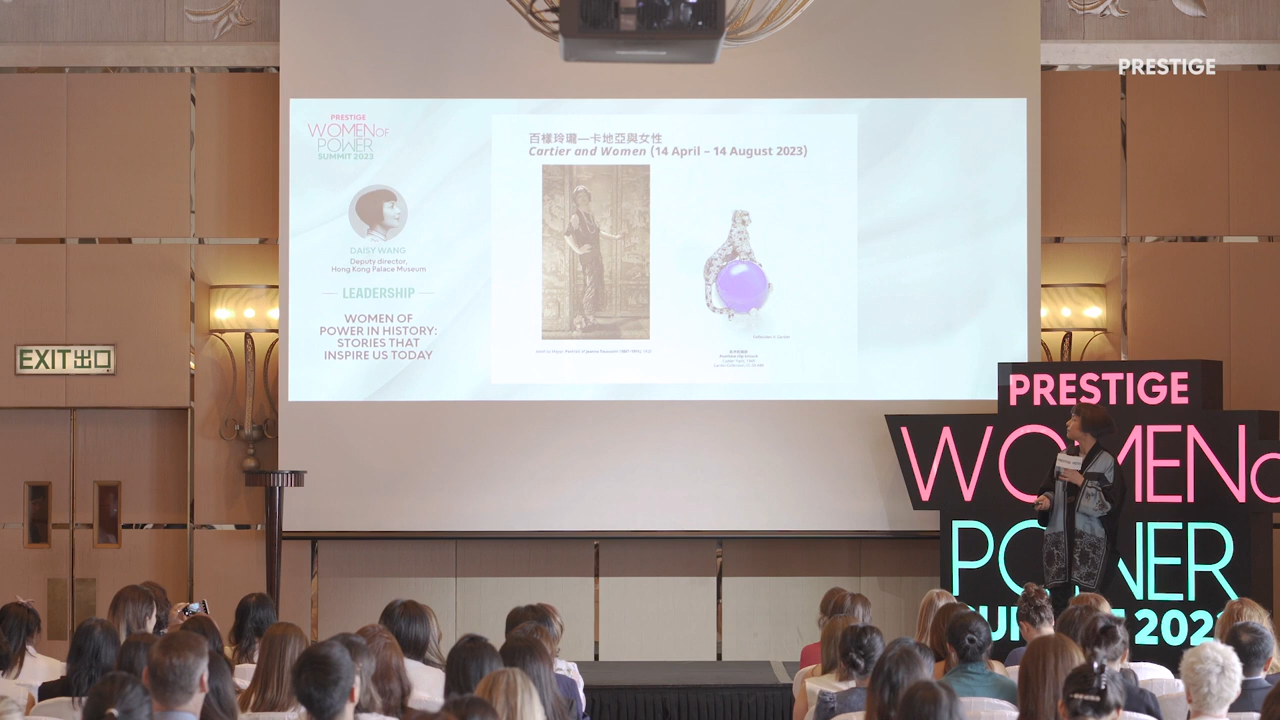 PRESTIGE
PRESTIGE
WOMEN OF
POWER
SUMMIT 2023
DAISY WANG
Deputy director,
Hong Kong Palace Museum
LEADERSHIP
WOMEN OF
POWER IN HISTORY:
STORIES THAT
INSPIRE US TODAY
百樣玲瓏—卡地亞與女性
Cartier and Women (14 April – 14 August 2023)
EXIT出口
PRESTIGE
WOMEN
POWER